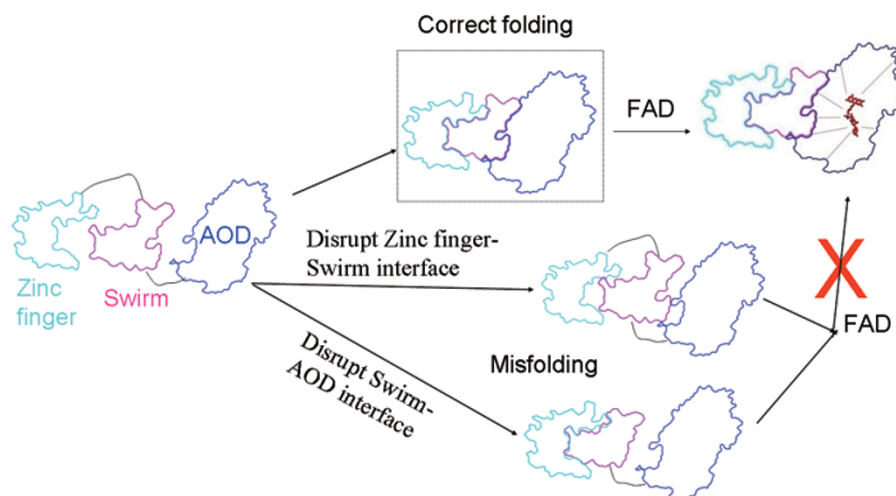 Correct folding
FAD
AOD
Zinc
finger
Swirm
Disrupt Zinc finger-
Swirm interface
X
FAD
Misfolding
Disrupt Swirm-
AOD interface